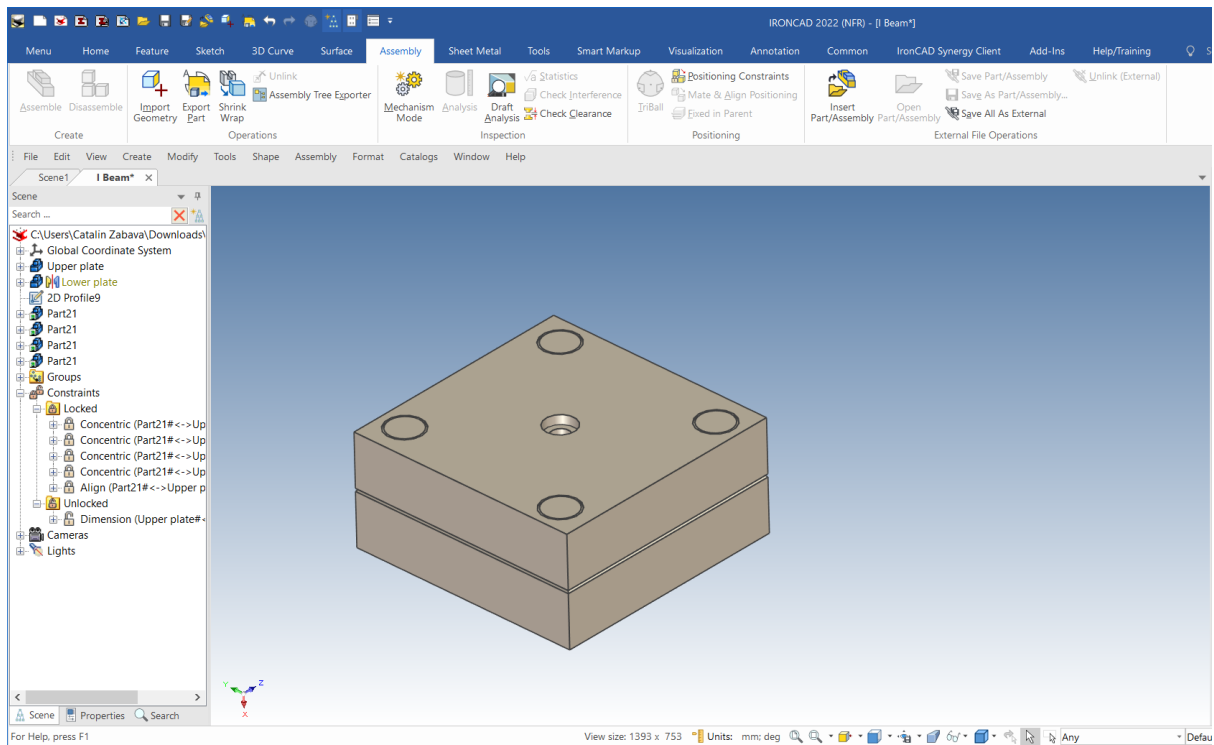 IRONCAD 2022 (NFR) - [I Beam*]
Menu Home Feature Sketch 3D Curve Surface Assembly Sheet Metal Tools Smart Markup Visualization Annotation Common IronCAD Synergy Client Add-Ins Help/Training S
Assemble Disassemble
Create
Import Geometry
Export Part
Shrink Wrap
Unlink
Assembly Tree Exporter
Operations
Mechanism Mode
Analysis
Draft Analysis
Statistics
Check Interference
Check Clearance
Inspection
TriBall
Positioning Constraints
Mate & Align Positioning
Fixed in Parent
Positioning
Insert Part/Assembly
Open Part/Assembly
Save Part/Assembly
Save As Part/Assembly...
Save All As External
Unlink (External)
External File Operations
File Edit View Create Modify Tools Shape Assembly Format Catalogs Window Help
Scene1 I Beam*
Scene
Search ...
C:\Users\Catalin Zabava\Downloads\
Global Coordinate System
Upper plate
Lower plate
2D Profile9
Part21
Part21
Part21
Part21
Groups
Constraints
Locked
Concentric (Part21#<->Up
Concentric (Part21#<->Up
Concentric (Part21#<->Up
Concentric (Part21#<->Up
Align (Part21#<->Upper p
Unlocked
Dimension (Upper plate#<
Cameras
Lights
Y Z
X
Scene Properties Search
For Help, press F1
View size: 1393 x 753 Units: mm; deg Any Defau